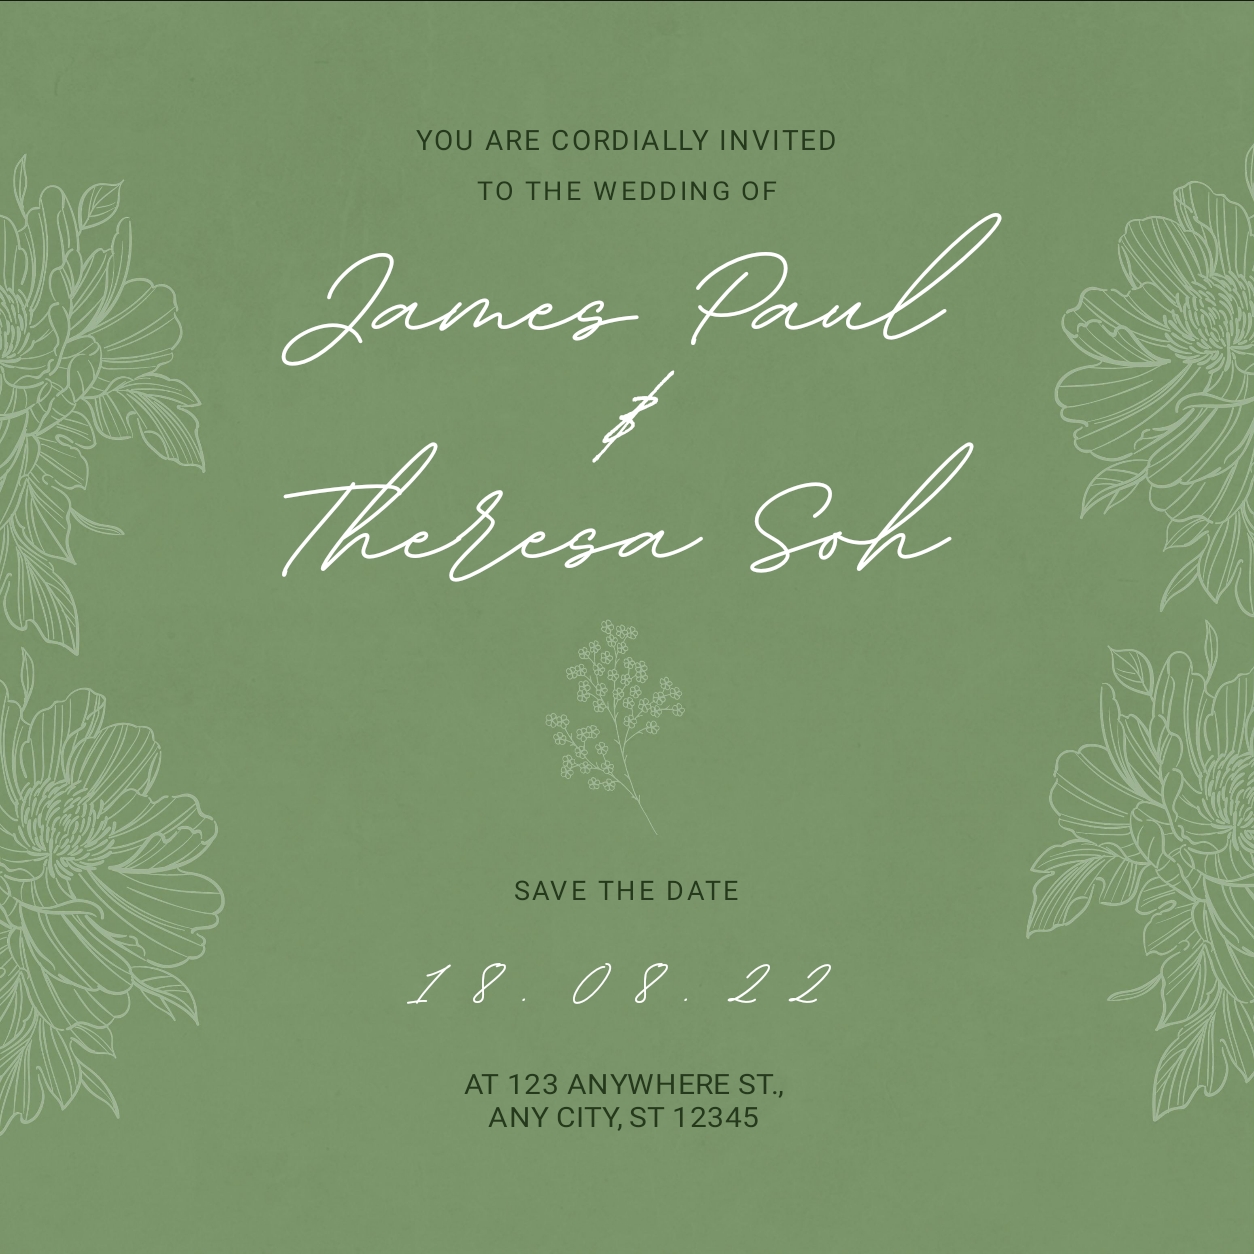 YOU ARE CORDIALLY INVITED
TO THE WEDDING OF
James Paul
&
Theresa Soh
SAVE THE DATE
18.08.22
AT 123 ANYWHERE ST.,
ANY CITY, ST 12345